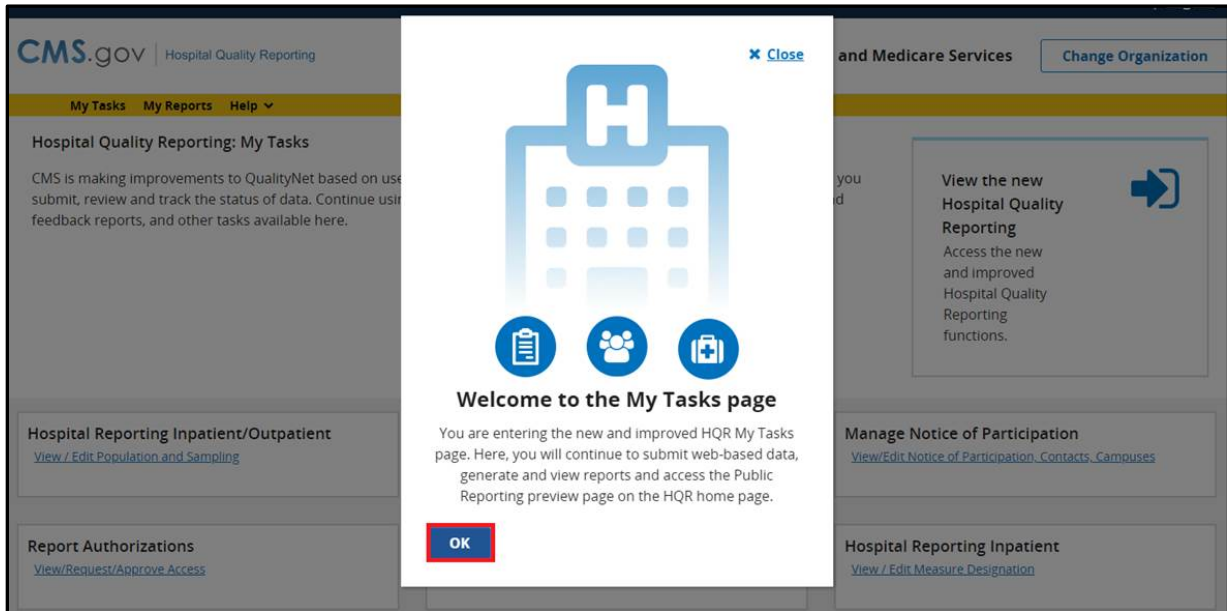 CMS.gov | Hospital Quality Reporting
and Medicare Services
Change Organization
My Tasks My Reports Help
Hospital Quality Reporting: My Tasks
CMS is making improvements to QualityNet based on
submit, review and track the status of data. Continue
feedback reports, and other tasks available here.
you
View the new
Hospital Quality
Reporting
Access the new
and improved
Hospital Quality
Reporting
functions.
Close
H
Welcome to the My Tasks page
You are entering the new and improved HQR My Tasks
page. Here, you will continue to submit web-based data,
generate and view reports and access the Public
Reporting preview page on the HQR home page.
OK
Hospital Reporting Inpatient/Outpatient
View / Edit Population and Sampling
Manage Notice of Participation
View/Edit Notice of Participation, Contacts, Campuses
Report Authorizations
View/Request/Approve Access
Hospital Reporting Inpatient
View / Edit Measure Designation